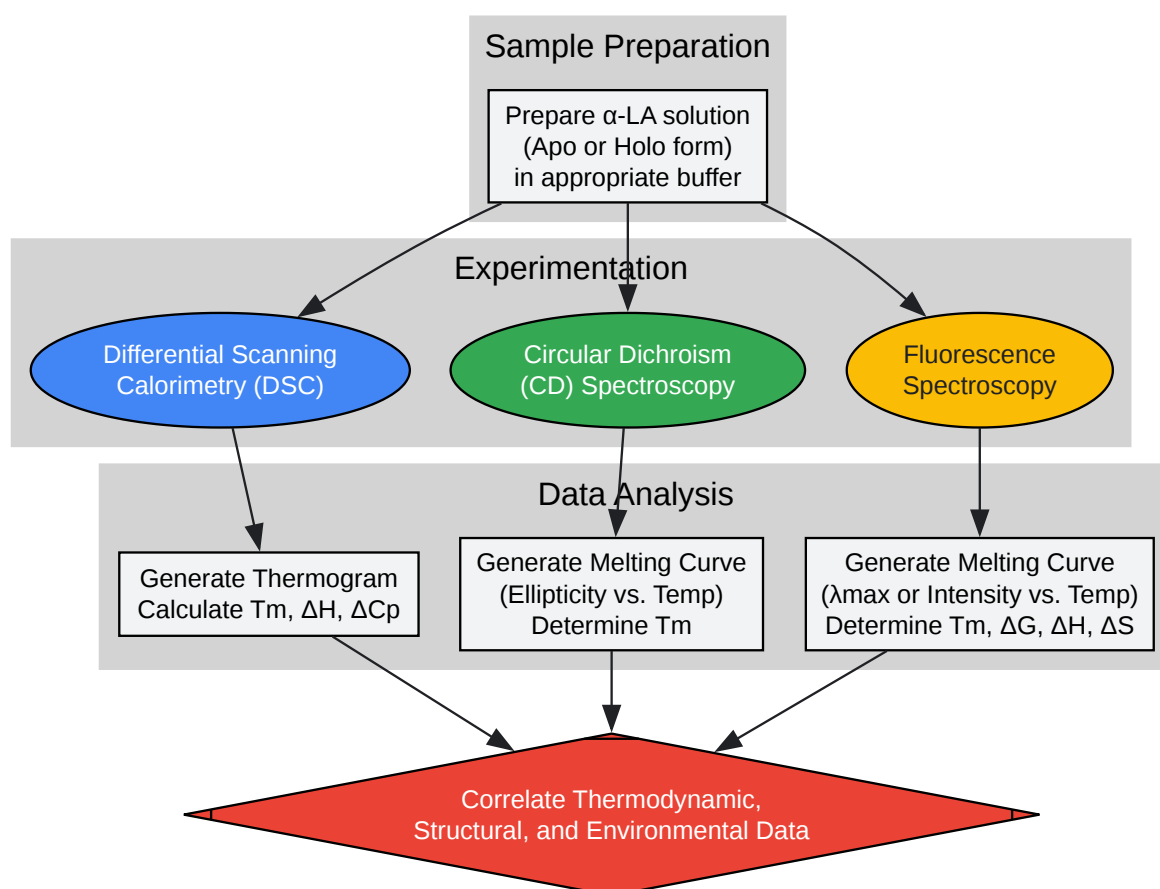 Sample Preparation
Prepare α-LA solution
(Apo or Holo form)
in appropriate buffer
Experimentation
Differential Scanning
Calorimetry (DSC)
Circular Dichroism
(CD) Spectroscopy
Fluorescence
Spectroscopy
Data Analysis
Generate Thermogram
Calculate Tm, ΔH, ΔCp
Generate Melting Curve
(Ellipticity vs. Temp)
Determine Tm
Generate Melting Curve
(λmax or Intensity vs. Temp)
Determine Tm, ΔG, ΔH, ΔS
Correlate Thermodynamic,
Structural, and Environmental Data